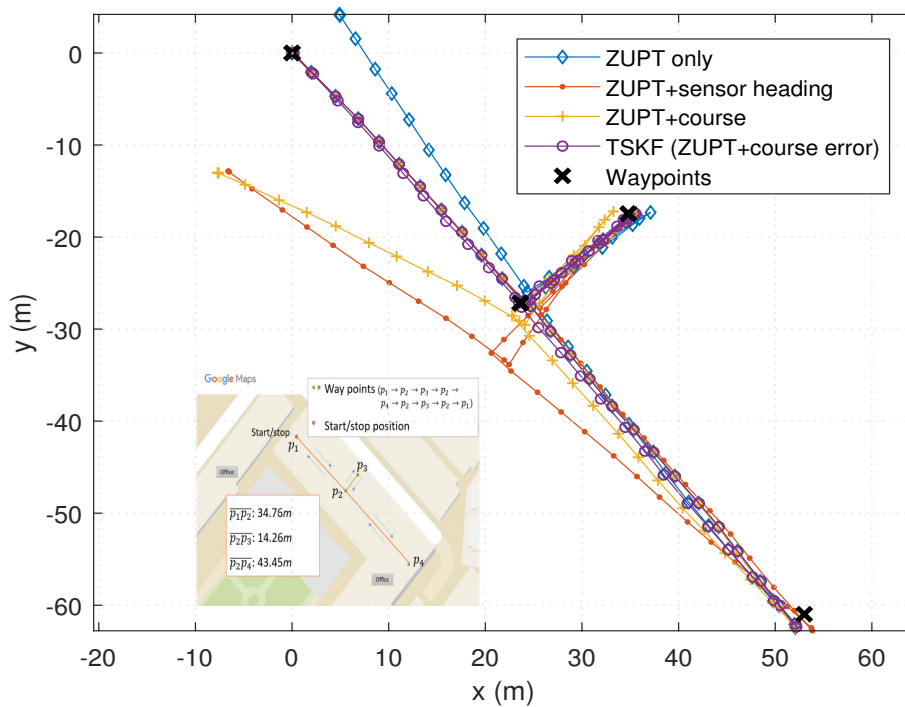 0
-10
-20
-30
-40
-50
-60
y (m)
-20
-10
0
10
20
30
40
50
60
x (m)
ZUPT only
ZUPT+sensor heading
ZUPT+course
TSKF (ZUPT+course error)
Waypoints
Google Maps
Way points (p₁ → p₂ → p₃ → p₂ →
p₄ → p₂ → p₃ → p₂ → p₁)
Start/stop position
Start/stop
p₁
p₃
p₂
p₄
Office
Office
p₁p₂: 34.76m
p₂p₃: 14.26m
p₂p₄: 43.45m